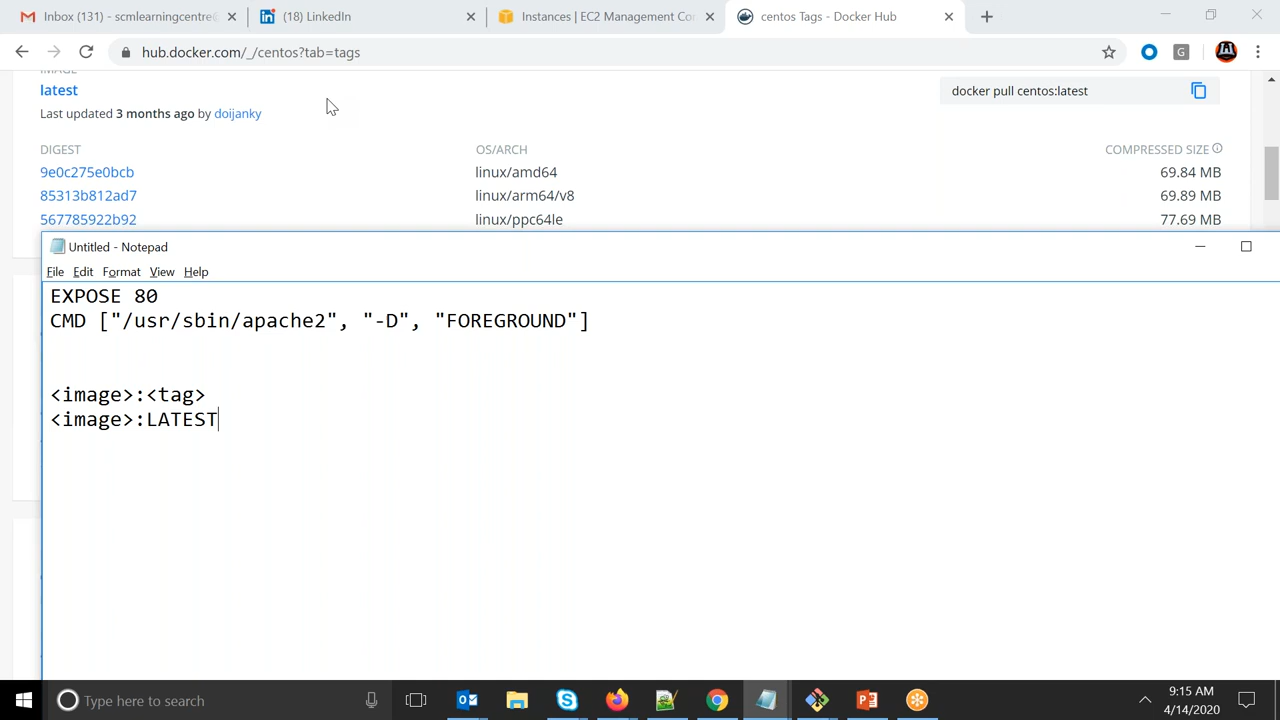 Inbox (131) - scmlearningcentre@
(18) LinkedIn
Instances | EC2 Management Con
centos Tags - Docker Hub
hub.docker.com/_/centos?tab=tags
G
IMAGE
latest
Last updated 3 months ago by doijanky
docker pull centos:latest
DIGEST OS/ARCH COMPRESSED SIZE
9e0c275e0bcb linux/amd64 69.84 MB
85313b812ad7 linux/arm64/v8 69.89 MB
567785922b92 linux/ppc64le 77.69 MB
Untitled - Notepad
File Edit Format View Help
EXPOSE 80
CMD ["/usr/sbin/apache2", "-D", "FOREGROUND"]
<image>:<tag>
<image>:LATEST
Type here to search
9:15 AM
4/14/2020